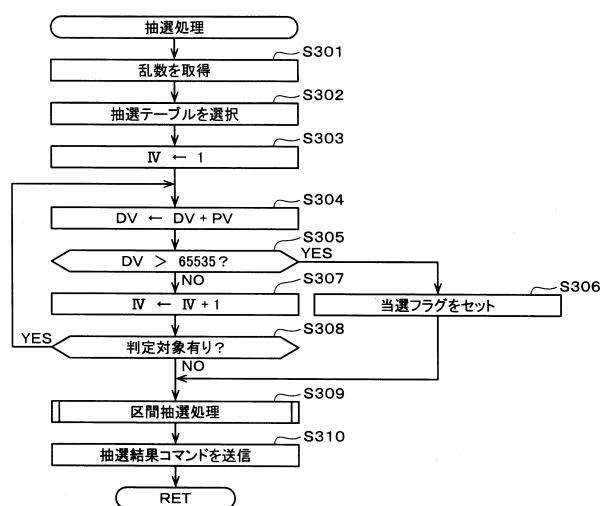 抽選処理
S301
乱数を取得
S302
抽選テーブルを選択
S303
Ⅳ ← 1
S304
DV ← DV + PV
S305
DV > 65535?
YES
NO
S307
Ⅳ ← Ⅳ + 1
S306
当選フラグをセット
S308
YES
判定対象有り?
NO
S309
区間抽選処理
S310
抽選結果コマンドを送信
RET